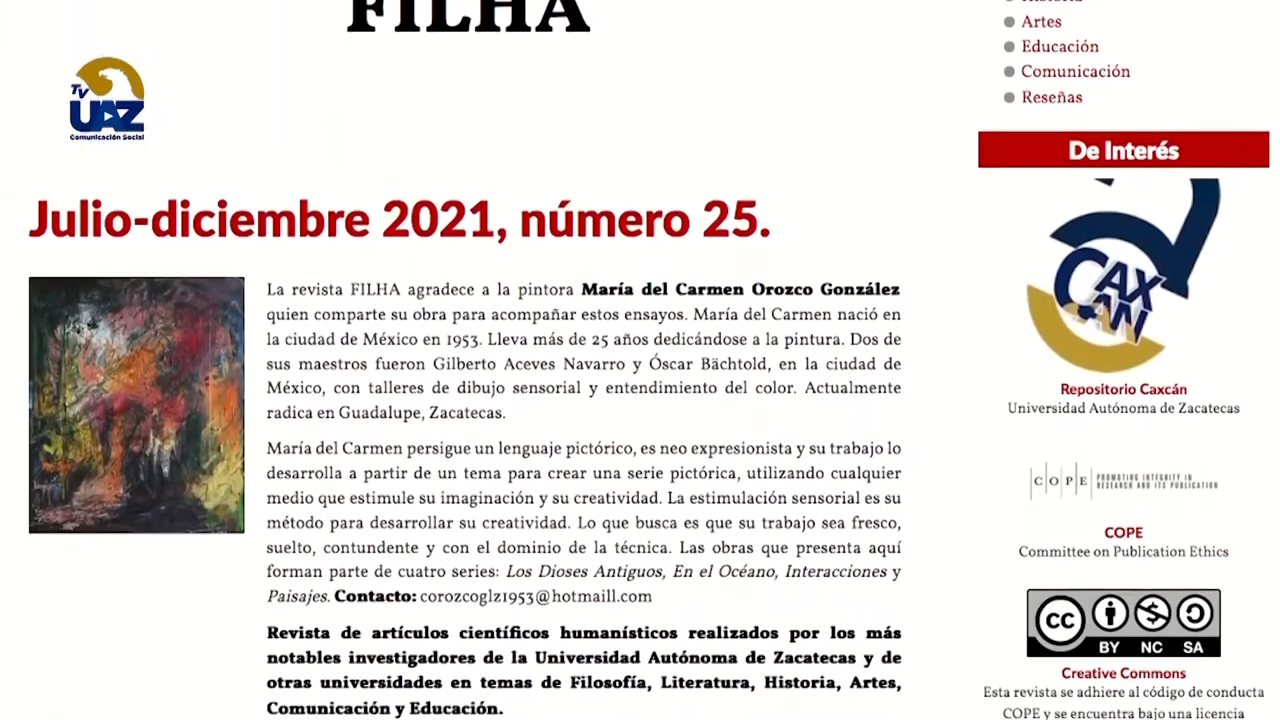 FILHA
TV
UAZ
Comunicación Social
Julio-diciembre 2021, número 25.
La revista FILHA agradece a la pintora María del Carmen Orozco González
quien comparte su obra para acompañar estos ensayos. María del Carmen nació en
la ciudad de México en 1953. Lleva más de 25 años dedicándose a la pintura. Dos de
sus maestros fueron Gilberto Aceves Navarro y Óscar Bächtold, en la ciudad de
México, con talleres de dibujo sensorial y entendimiento del color. Actualmente
radica en Guadalupe, Zacatecas.
María del Carmen persigue un lenguaje pictórico, es neo expresionista y su trabajo lo
desarrolla a partir de un tema para crear una serie pictórica, utilizando cualquier
medio que estimule su imaginación y su creatividad. La estimulación sensorial es su
método para desarrollar su creatividad. Lo que busca es que su trabajo sea fresco,
suelto, contundente y con el dominio de la técnica. Las obras que presenta aquí
forman parte de cuatro series: Los Dioses Antiguos, En el Océano, Interacciones y
Paisajes. Contacto: corozcoglz1953@hotmaill.com
Revista de artículos científicos humanísticos realizados por los más
notables investigadores de la Universidad Autónoma de Zacatecas y de
otras universidades en temas de Filosofía, Literatura, Historia, Artes,
Comunicación y Educación.
Historia
Artes
Educación
Comunicación
Reseñas
De Interés
CAX
CAN
Repositorio Caxcán
Universidad Autónoma de Zacatecas
COPE PROMOTING INTEGRITY IN
RESEARCH AND ITS PUBLICATION
COPE
Committee on Publication Ethics
CC
BY NC SA
Creative Commons
Esta revista se adhiere al código de conducta
COPE y se encuentra bajo una licencia